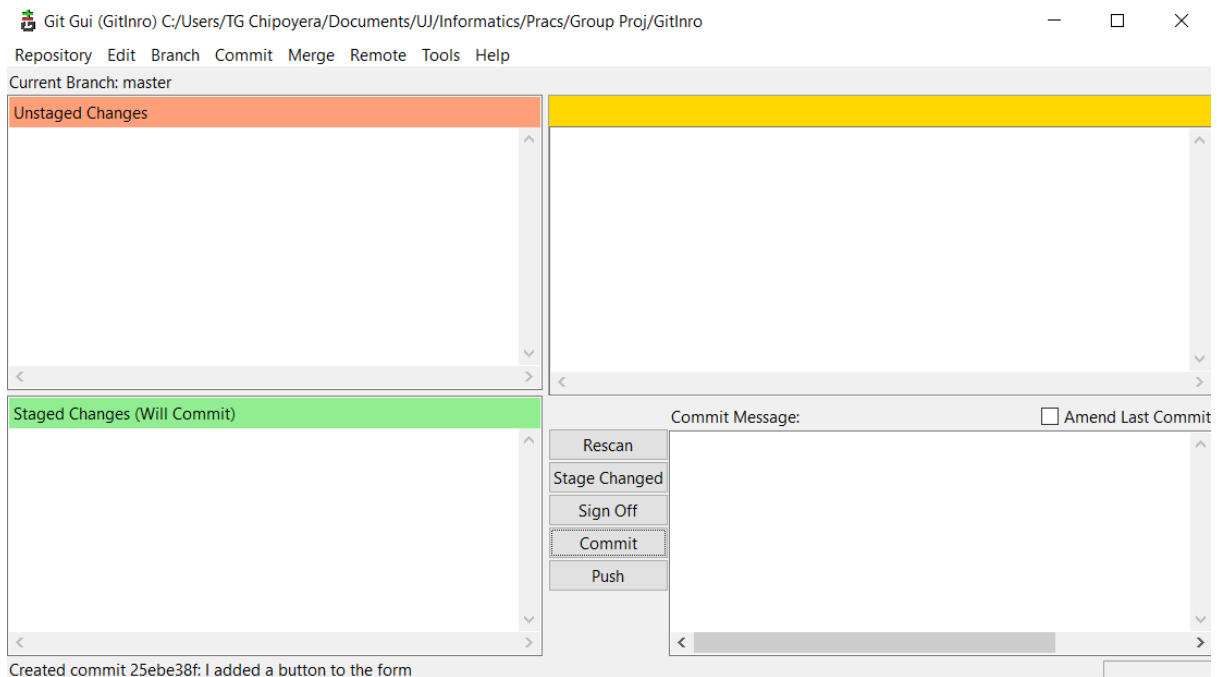 Git Gui (GitInro) C:/Users/TG Chipoyera/Documents/UJ/Informatics/Pracs/Group Proj/GitInro
Repository Edit Branch Commit Merge Remote Tools Help
Current Branch: master
Unstaged Changes
Staged Changes (Will Commit)
Commit Message:
Amend Last Commit
Rescan
Stage Changed
Sign Off
Commit
Push
Created commit 25ebe38f: I added a button to the form